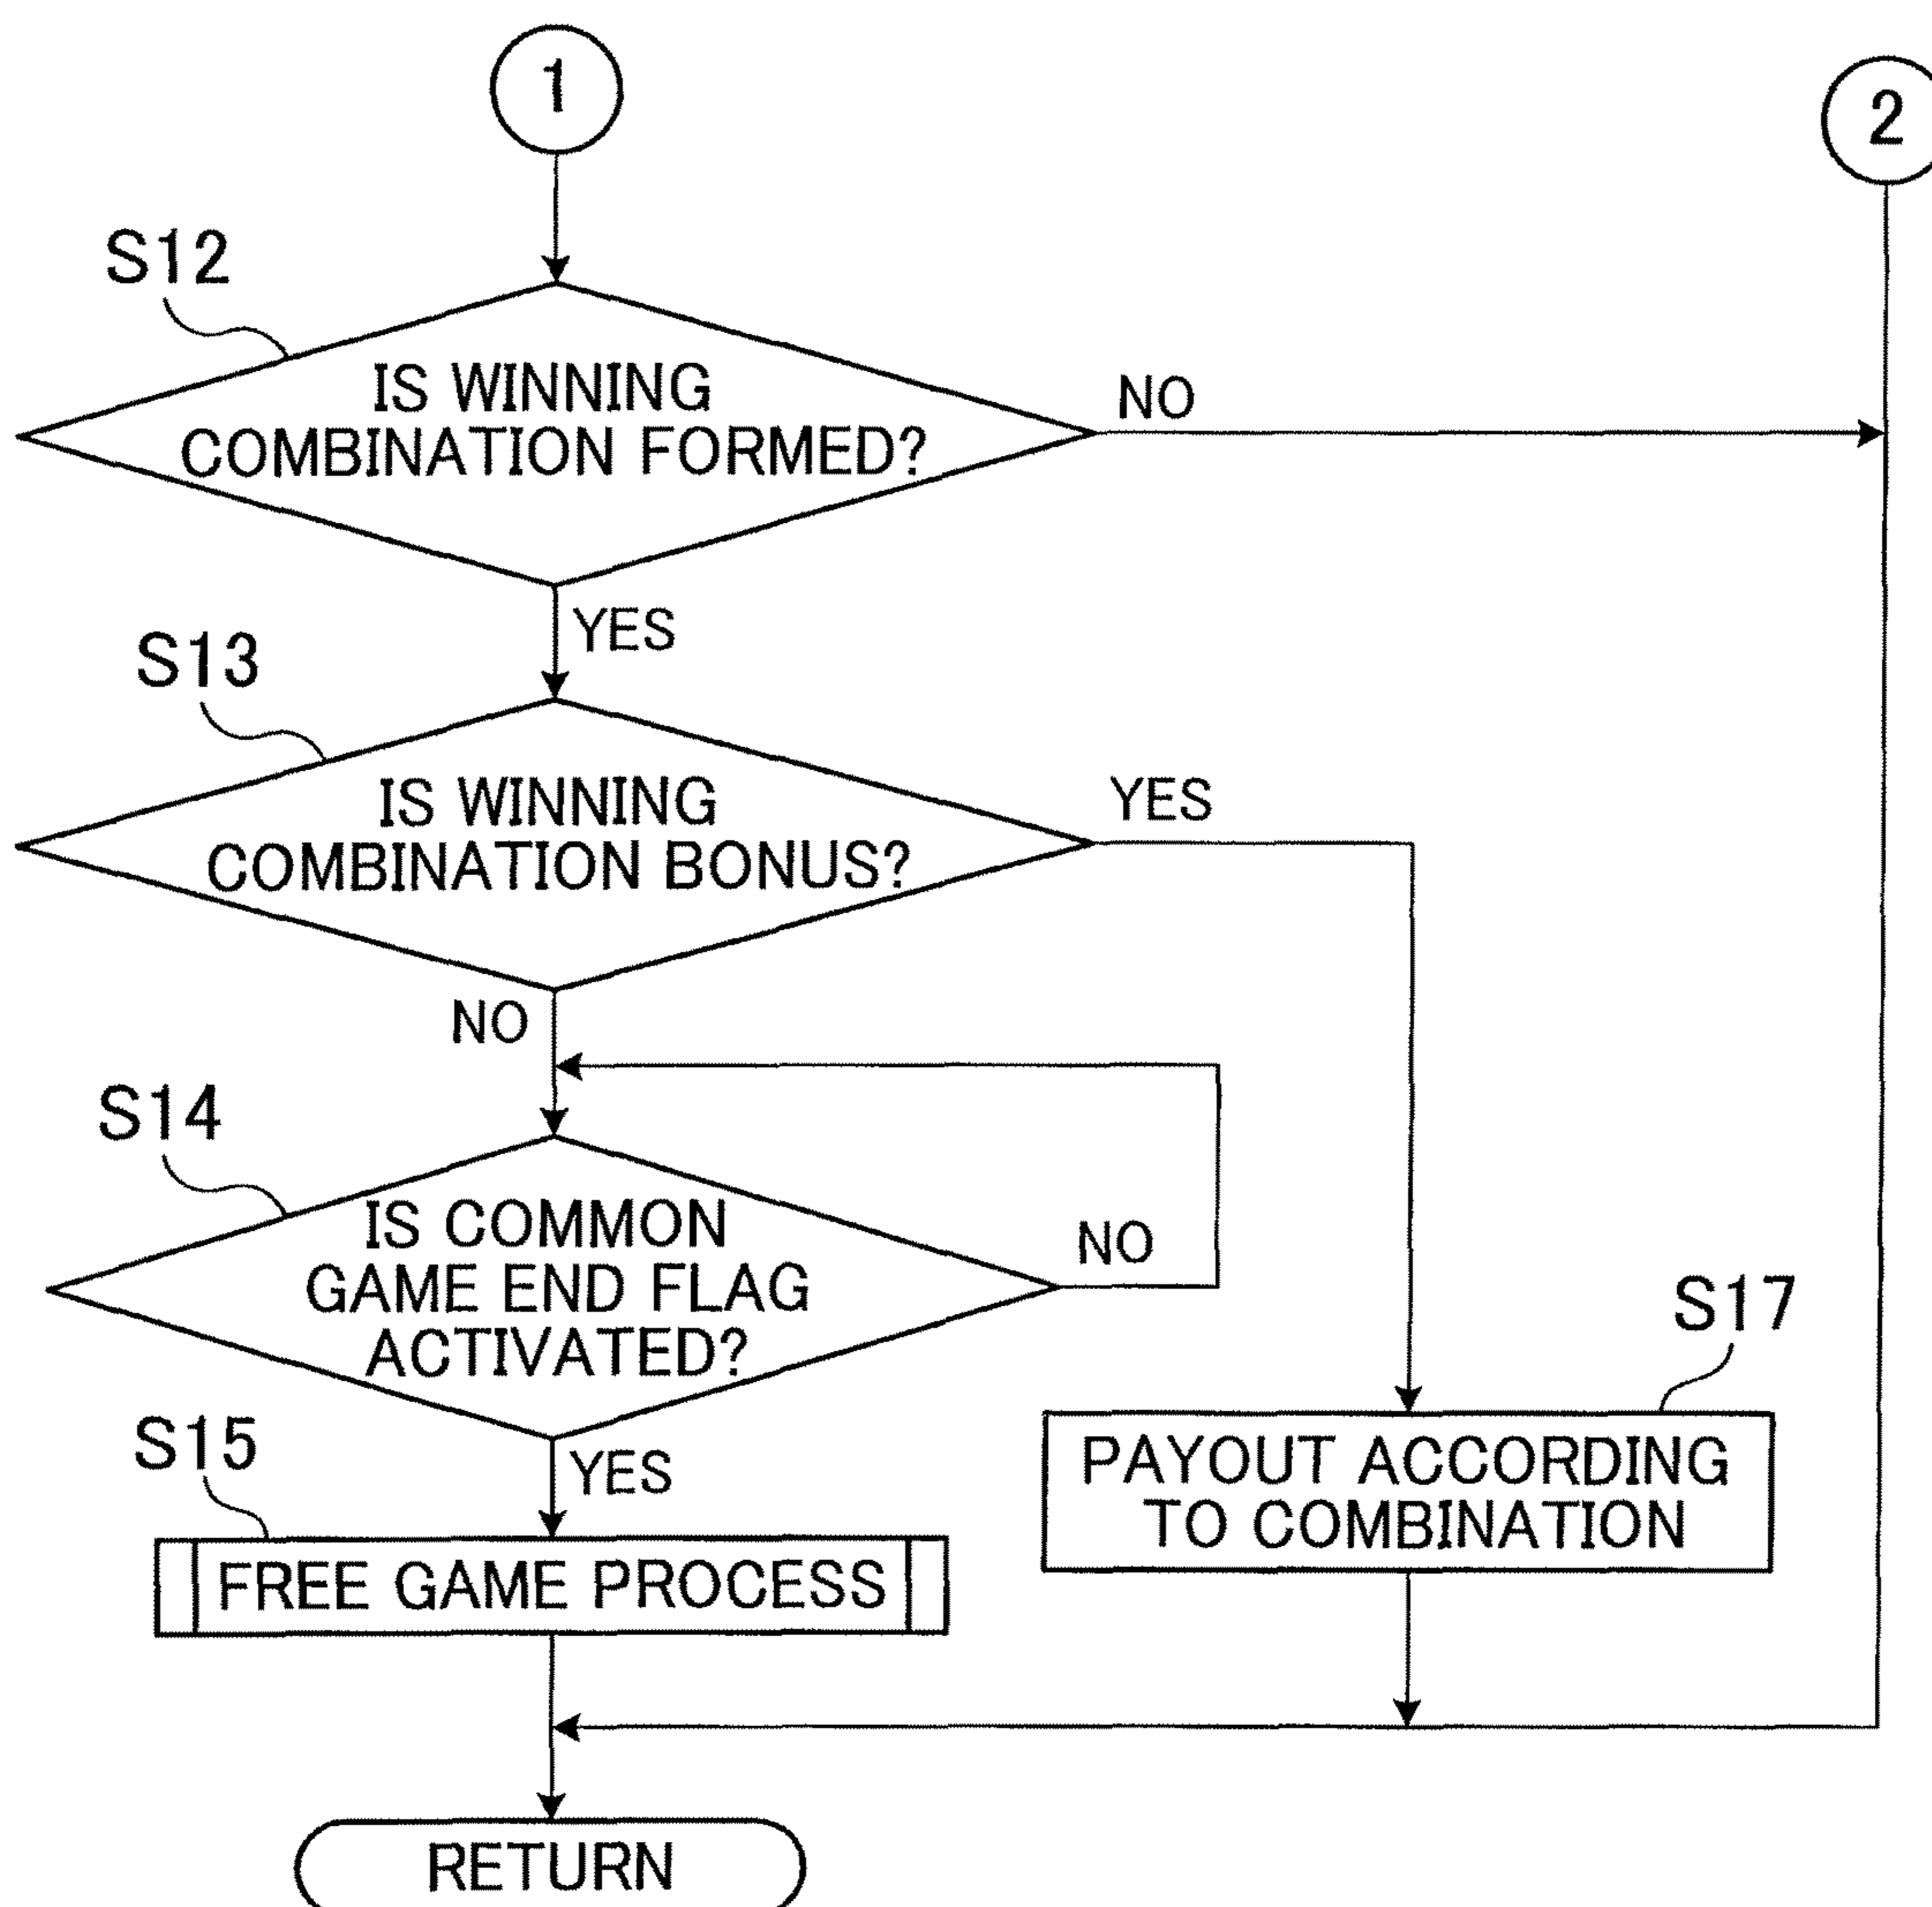 1
2
S12
IS WINNING
COMBINATION FORMED?
NO
YES
S13
IS WINNING
COMBINATION BONUS?
YES
NO
S14
IS COMMON
GAME END FLAG
ACTIVATED?
NO
YES
S15
FREE GAME PROCESS
S17
PAYOUT ACCORDING
TO COMBINATION
RETURN